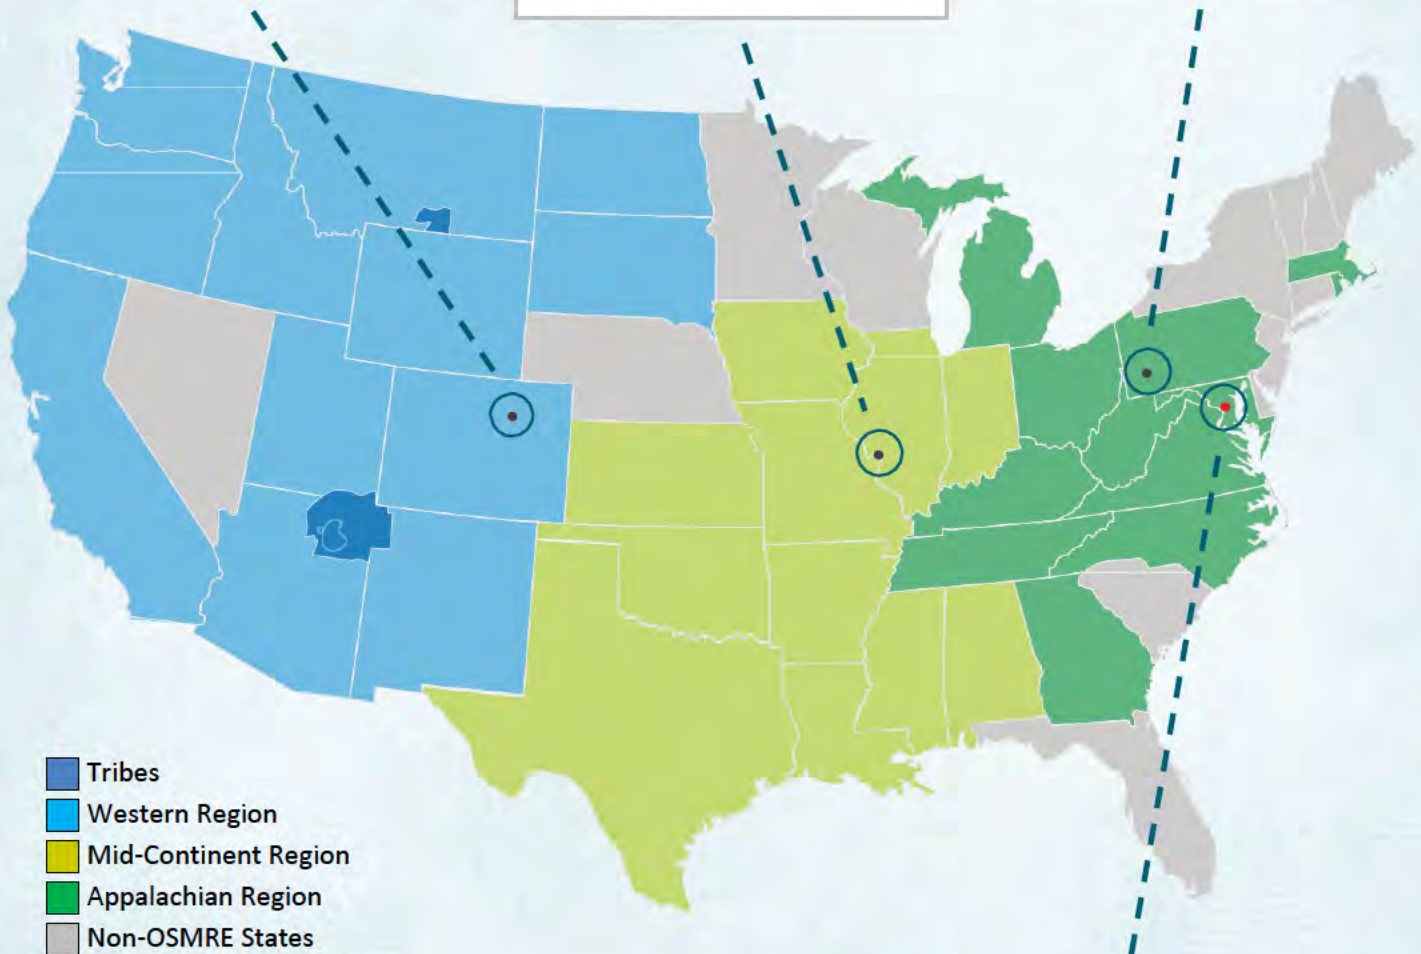 Tribes
Western Region
Mid-Continent Region
Appalachian Region
Non-OSMRE States